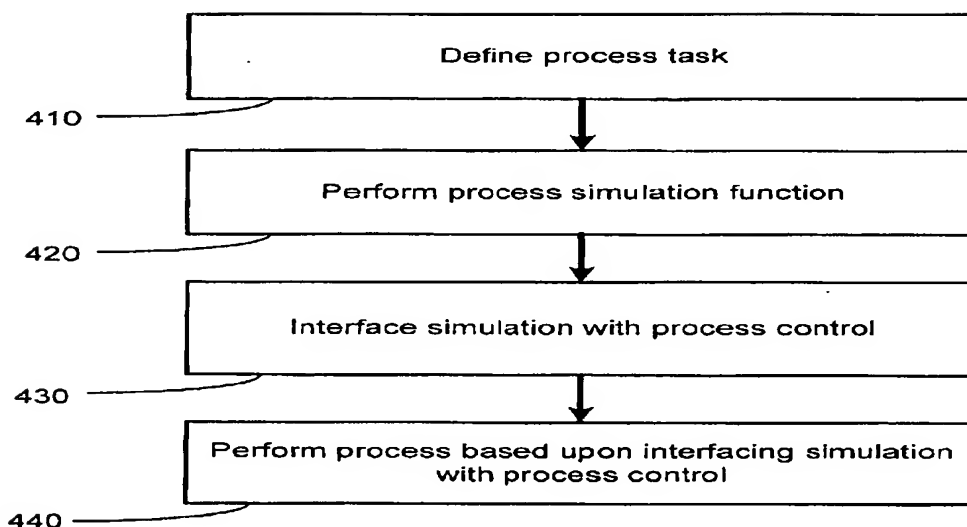 Define process task
410
Perform process simulation function
420
Interface simulation with process control
430
Perform process based upon interfacing simulation
with process control
440